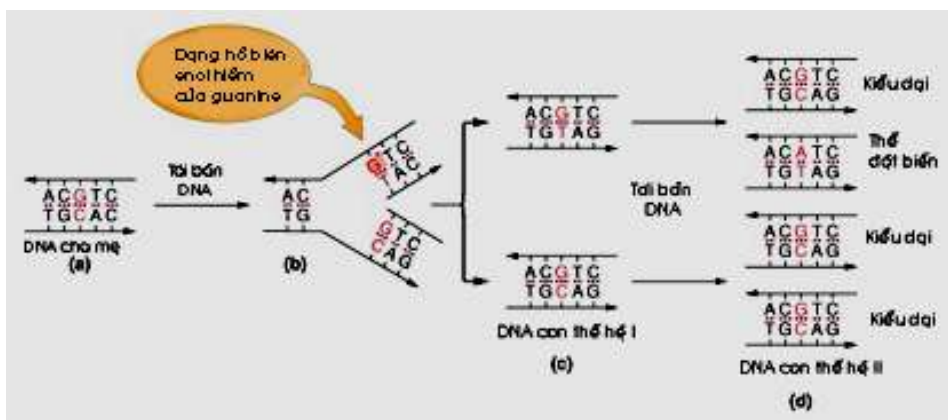 Dạng hỗ biến
enol hiếm
của guanine
ACGTC
TGCAC
DNA cha mẹ
(a)
Tái bản
DNA
AC
TG
GTC
TAC
GTC
CAG
(b)
ACGTC
TGTAG
Tái bản
DNA
ACGTC
TGCAG
DNA con thế hệ I
(c)
ACGTC
TGCAG
Kiểu dại
ACATC
TGTAG
Thể
đột biến
ACGTC
TGCAG
Kiểu dại
ACGTC
TGCAG
Kiểu dại
DNA con thế hệ II
(d)